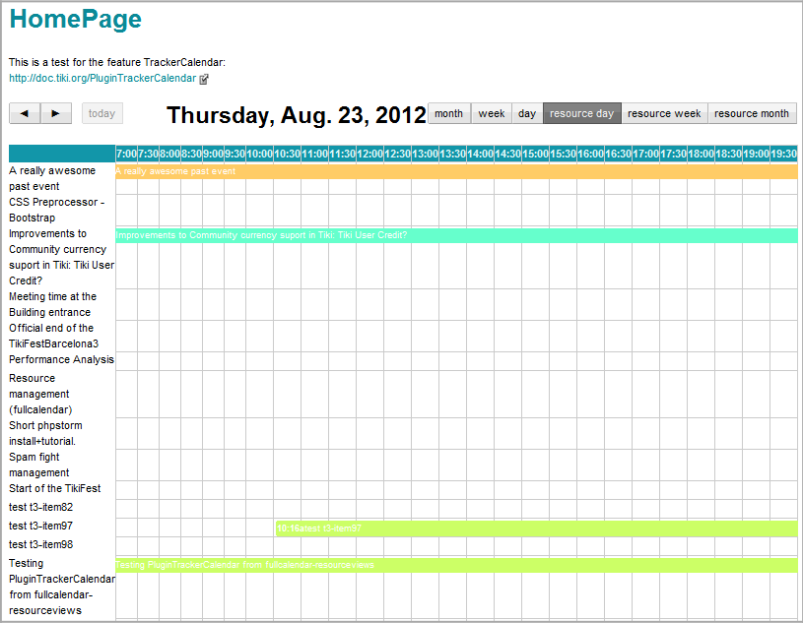 HomePage
This is a test for the feature TrackerCalendar:
http://doc.tiki.org/PluginTrackerCalendar
today
Thursday, Aug. 23, 2012
month week day resource day resource week resource month
7:00 7:30 8:00 8:30 9:00 9:30 10:00 10:30 11:00 11:30 12:00 12:30 13:00 13:30 14:00 14:30 15:00 15:30 16:00 16:30 17:00 17:30 18:00 18:30 19:00 19:30
A really awesome
past event
A really awesome past event
CSS Preprocessor -
Bootstrap
Improvements to
Community currency
suport in Tiki: Tiki User
Credit?
Improvements to Community currency suport in Tiki: Tiki User Credit?
Meeting time at the
Building entrance
Official end of the
TikiFestBarcelona3
Performance Analysis
Resource
management
(fullcalendar)
Short phpstorm
install+tutorial.
Spam fight
management
Start of the TikiFest
test t3-item82
test t3-item97
test t3-item97
test t3-item98
Testing
PluginTrackerCalendar
from fullcalendar-
resourceviews
Testing PluginTrackerCalendar from fullcalendar-resourceviews